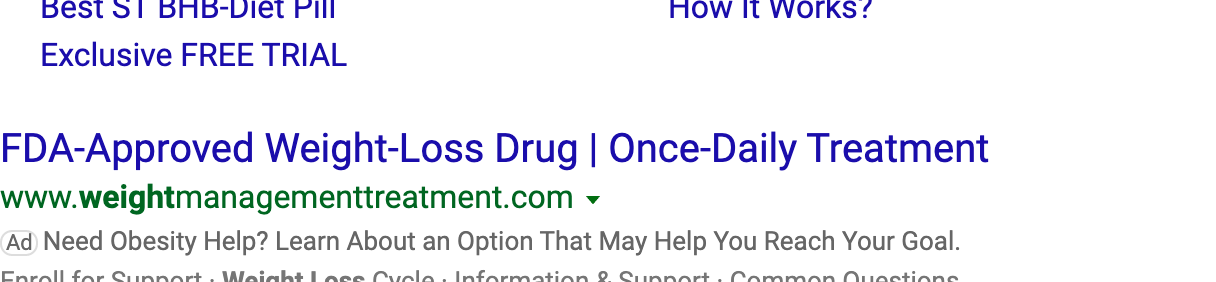 Best ST BHB-Diet Pill How It Works?
Exclusive FREE TRIAL
FDA-Approved Weight-Loss Drug | Once-Daily Treatment
www.weightmanagementtreatment.com
Ad Need Obesity Help? Learn About an Option That May Help You Reach Your Goal.
Enroll for Support · Weight Loss Cycle · Information & Support · Common Questions